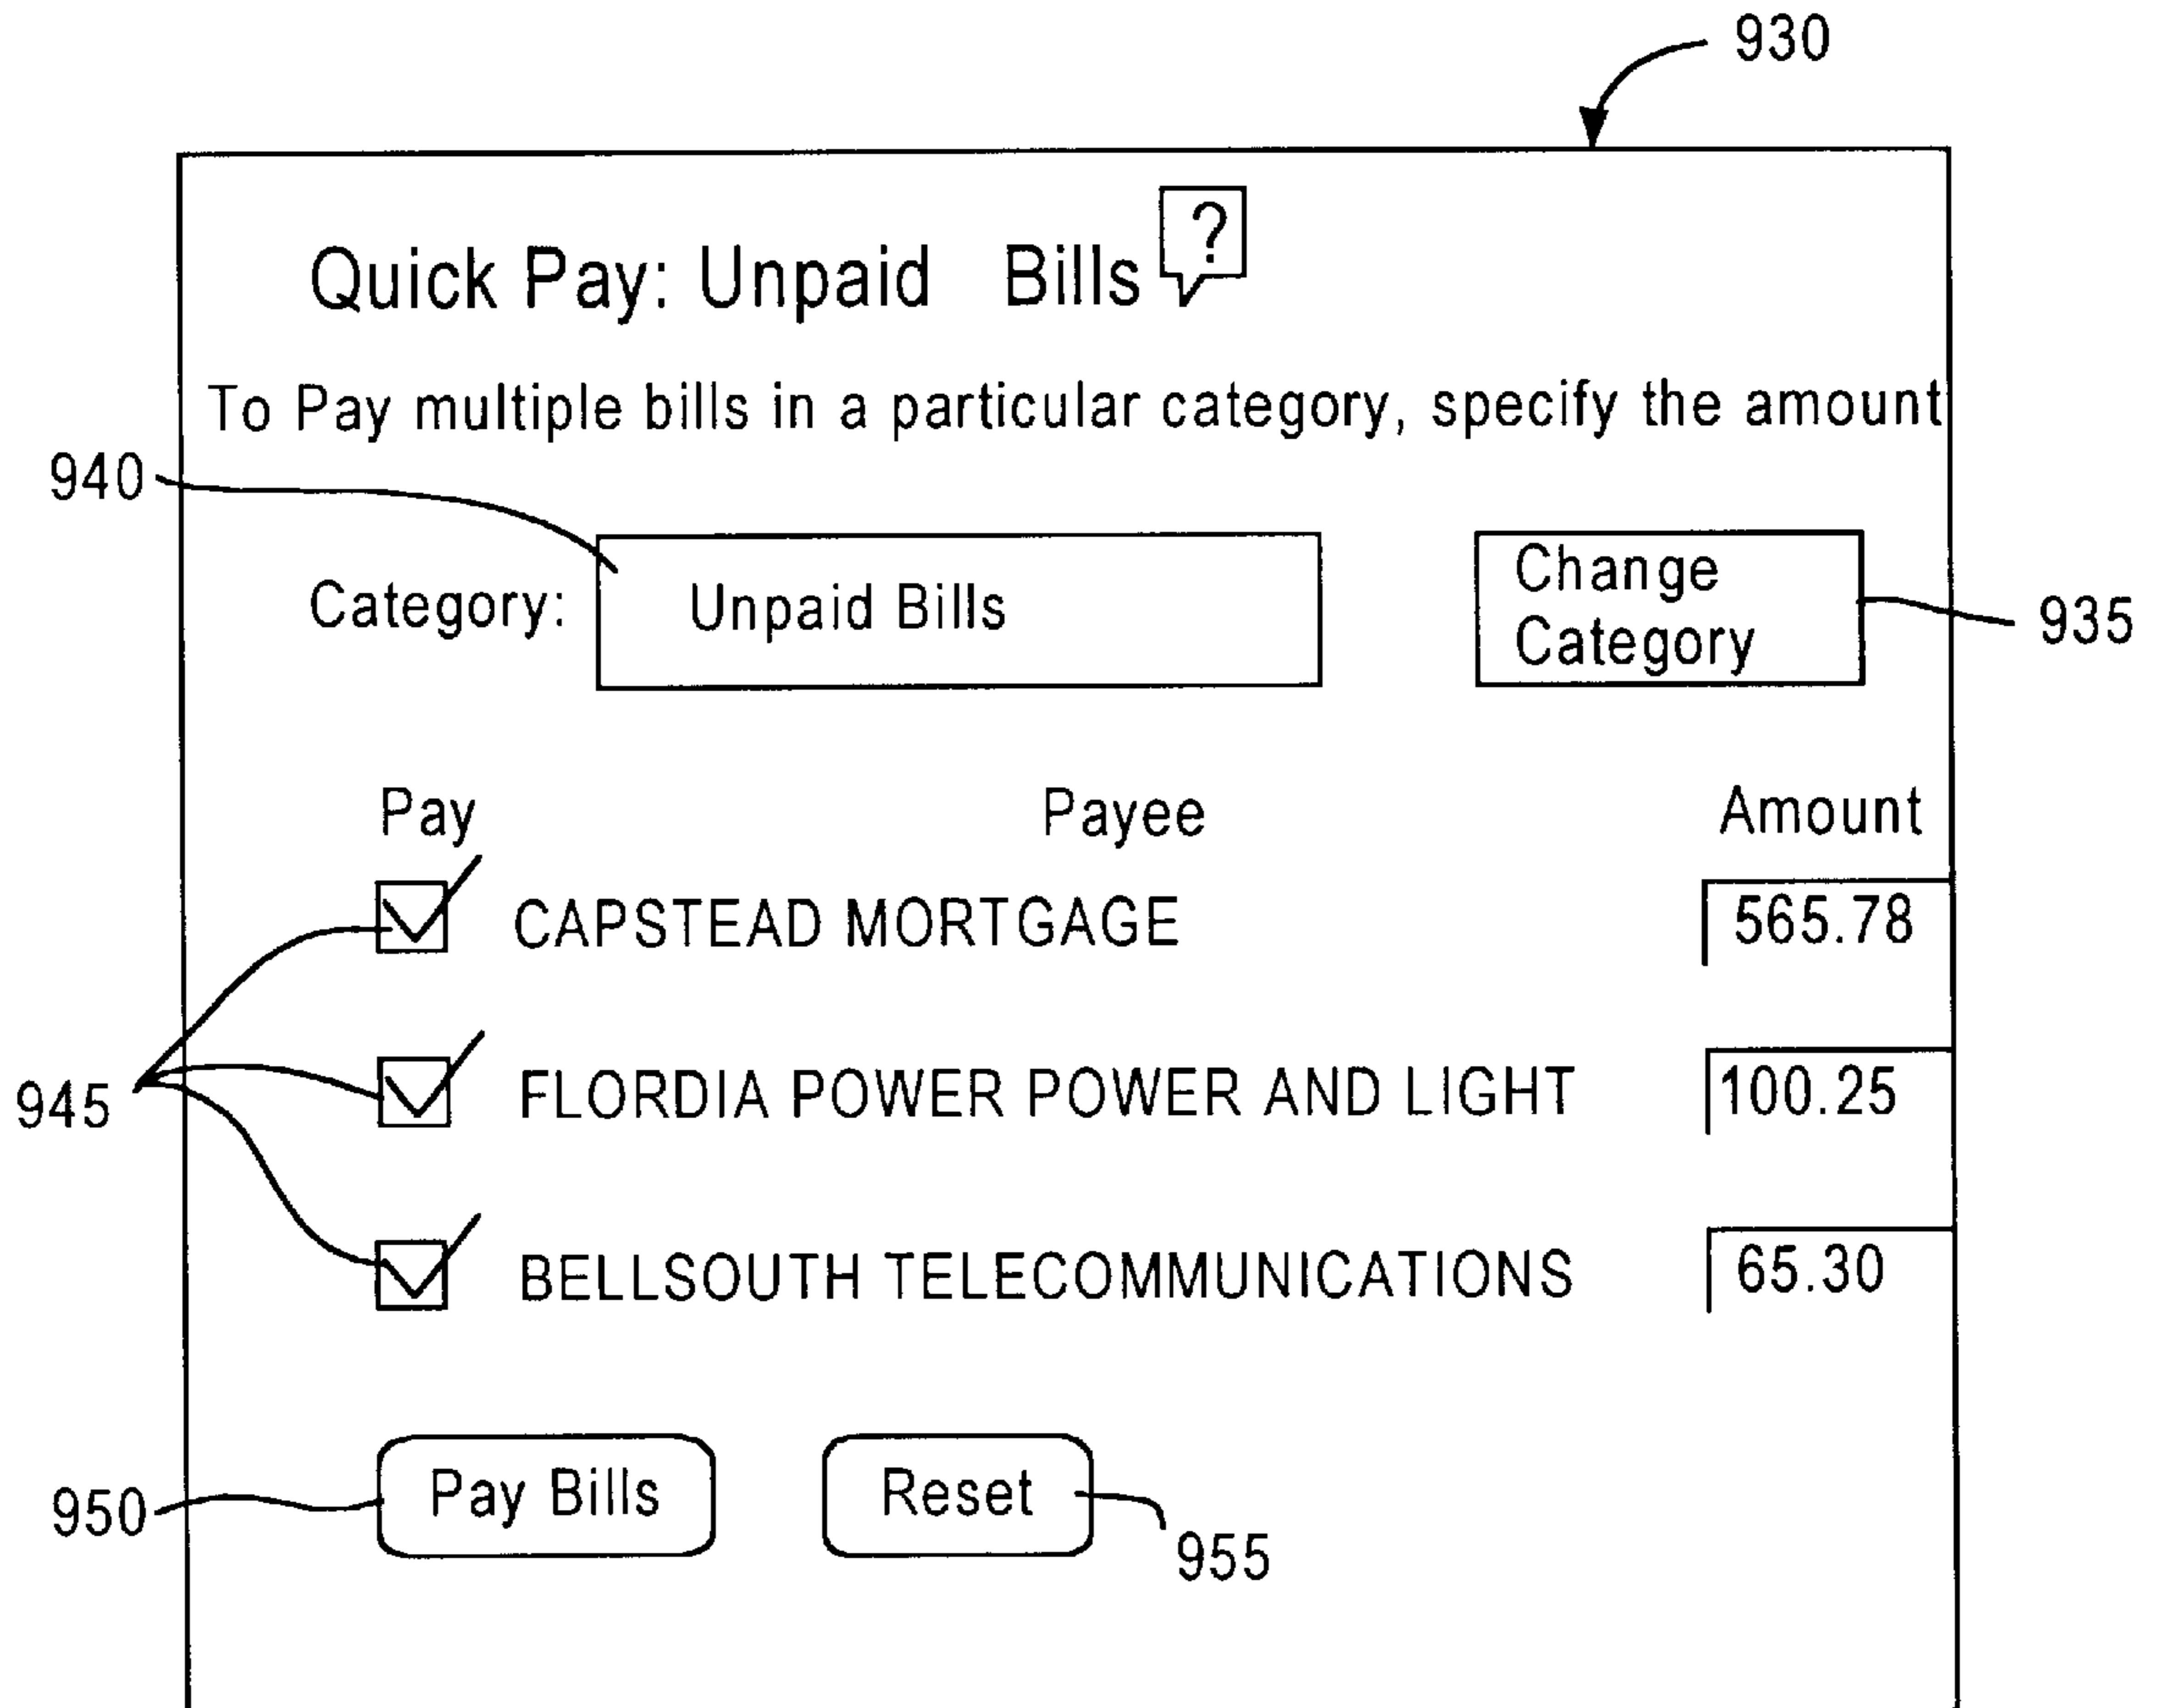 930
?
Quick Pay: Unpaid Bills
To Pay multiple bills in a particular category, specify the amount
940
Category: Unpaid Bills
Change
Category
935
Pay Payee Amount
CAPSTEAD MORTGAGE 565.78
945 FLORDIA POWER POWER AND LIGHT 100.25
BELLSOUTH TELECOMMUNICATIONS 65.30
950 Pay Bills Reset
955